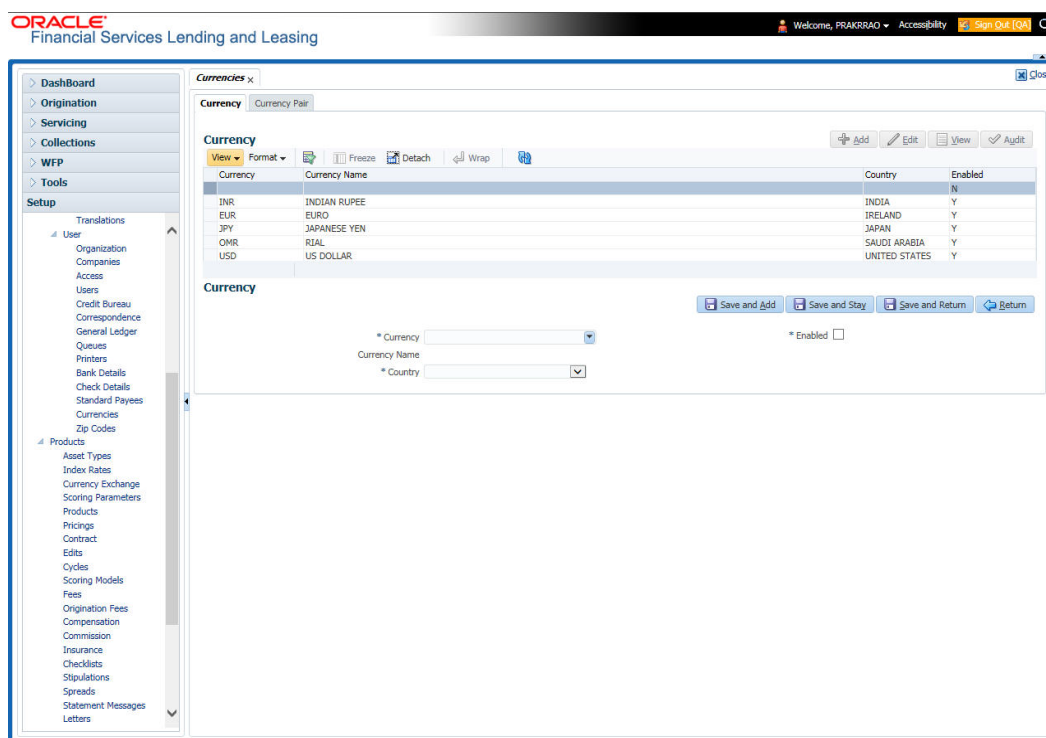 ORACLE
Financial Services Lending and Leasing
Welcome, PRAKRRAO Accessibility Sign Out [QA]
DashBoard
Origination
Servicing
Collections
WFP
Tools
Setup
Translations
User
Organization
Companies
Access
Users
Credit Bureau
Correspondence
General Ledger
Queues
Printers
Bank Details
Check Details
Standard Payees
Currencies
Zip Codes
Products
Asset Types
Index Rates
Currency Exchange
Scoring Parameters
Products
Pricings
Contract
Edits
Cycles
Scoring Models
Fees
Origination Fees
Compensation
Commission
Insurance
Checklists
Stipulations
Spreads
Statement Messages
Letters
Currencies x
Clos
Currency Currency Pair
Currency
Add Edit View Audit
View Format Freeze Detach Wrap
Currency Currency Name Country Enabled
N
INR INDIAN RUPEE INDIA Y
EUR EURO IRELAND Y
JPY JAPANESE YEN JAPAN Y
OMR RIAL SAUDI ARABIA Y
USD US DOLLAR UNITED STATES Y
Currency
Save and Add Save and Stay Save and Return Return
* Currency * Enabled
Currency Name
* Country